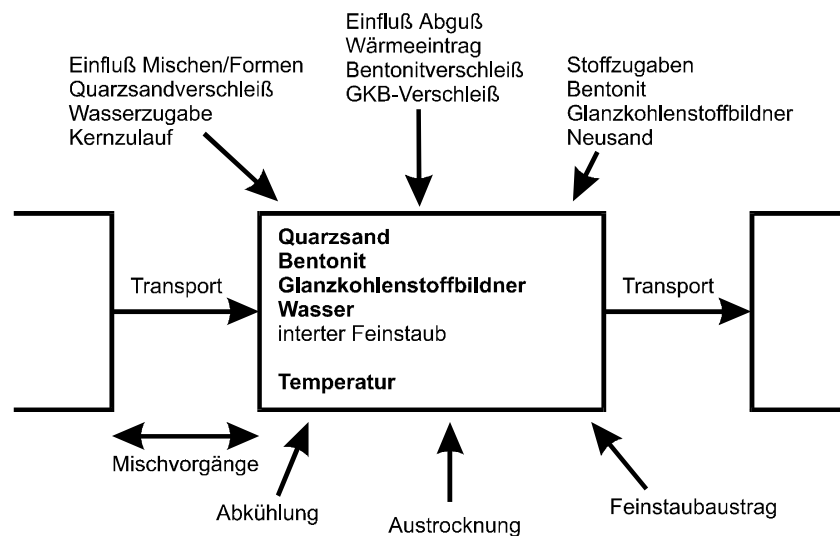 Einfluß Mischen/Formen
Quarzsandverschleiß
Wasserzugabe
Kernzulauf
Einfluß Abguß
Wärmeeintrag
Bentonitverschleiß
GKB-Verschleiß
Stoffzugaben
Bentonit
Glanzkohlenstoffbildner
Neusand
Transport
Quarzsand
Bentonit
Glanzkohlenstoffbildner
Wasser
interter Feinstaub
Temperatur
Transport
Mischvorgänge
Abkühlung
Austrocknung
Feinstaubaustrag